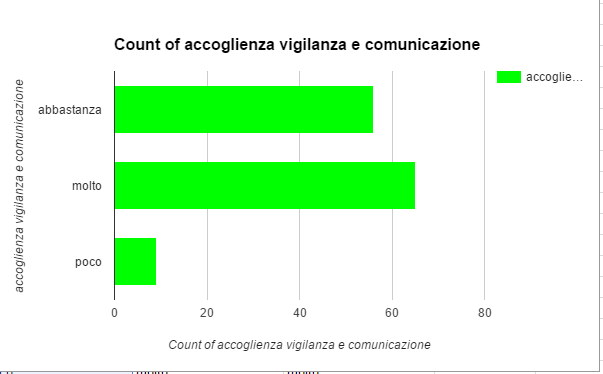 Count of accoglienza vigilanza e comunicazione
accoglie...
accoglienza vigilanza e comunicazione
abbastanza
molto
poco
0 20 40 60 80
Count of accoglienza vigilanza e comunicazione